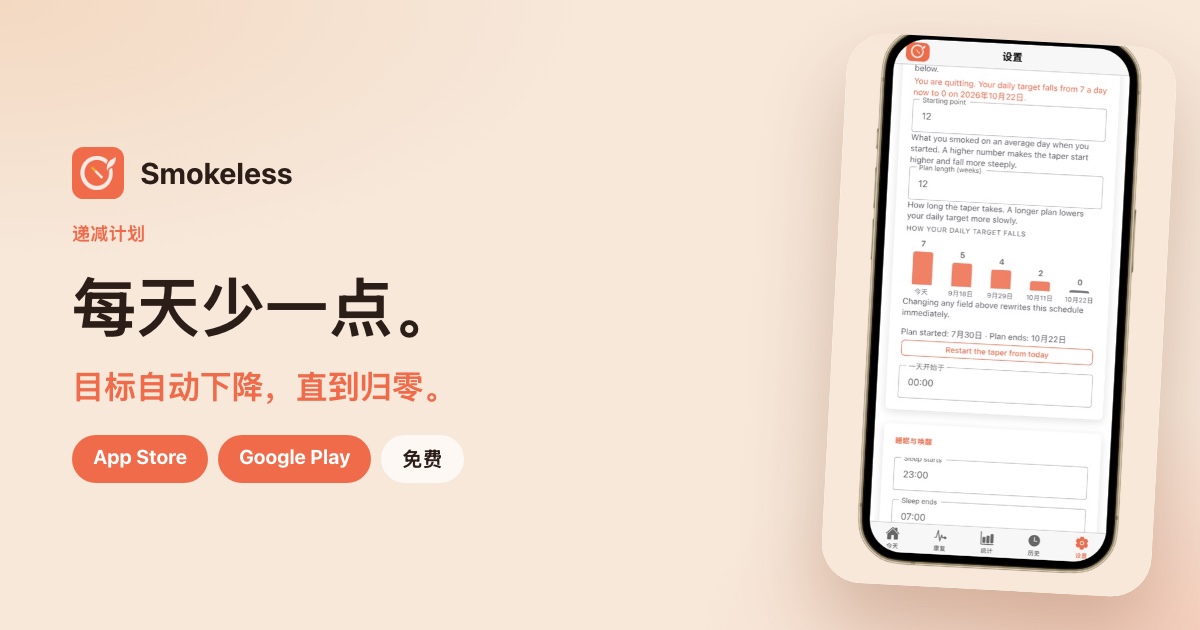 Smokeless
递减计划
每天少一点。
目标自动下降，直到归零。
App Store
Google Play
免费
设置
below.
You are quitting. Your daily target falls from 7 a day
now to 0 on 2026年10月22日.
Starting point
12
What you smoked on an average day when you
started. A higher number makes the taper start
higher and fall more steeply.
Plan length (weeks)
12
How long the taper takes. A longer plan lowers
your daily target more slowly.
HOW YOUR DAILY TARGET FALLS
7 5 4 2 0
今天 9月18日 9月29日 10月11日 10月22日
Changing any field above rewrites this schedule
immediately.
Plan started: 7月30日 · Plan ends: 10月22日
Restart the taper from today
一天开始于
00:00
睡眠与唤醒
Sleep starts
23:00
Sleep ends
07:00
今天 重复 统计 历史 设置